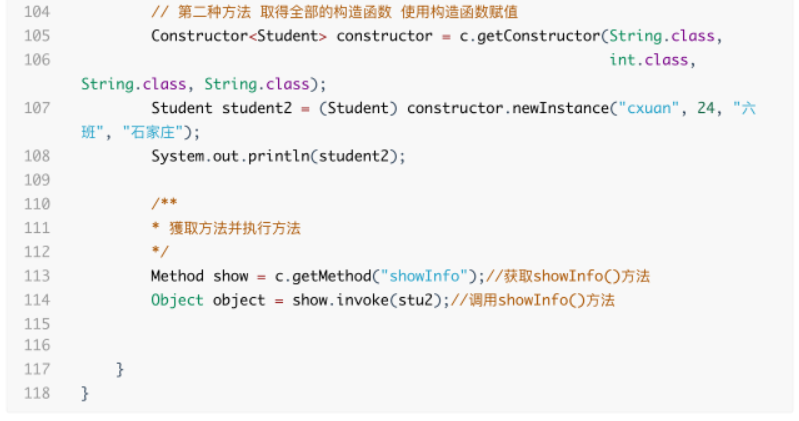 104 // 第二种方法 取得全部的构造函数 使用构造函数赋值
105 Constructor<Student> constructor = c.getConstructor(String.class,
106 int.class,
String.class, String.class);
107 Student student2 = (Student) constructor.newInstance("cxuan", 24, "六
班", "石家庄");
108 System.out.println(student2);
109
110 /**
111 * 獲取方法并执行方法
112 */
113 Method show = c.getMethod("showInfo");//获取showInfo()方法
114 Object object = show.invoke(stu2);//调用showInfo()方法
115
116
117 }
118 }